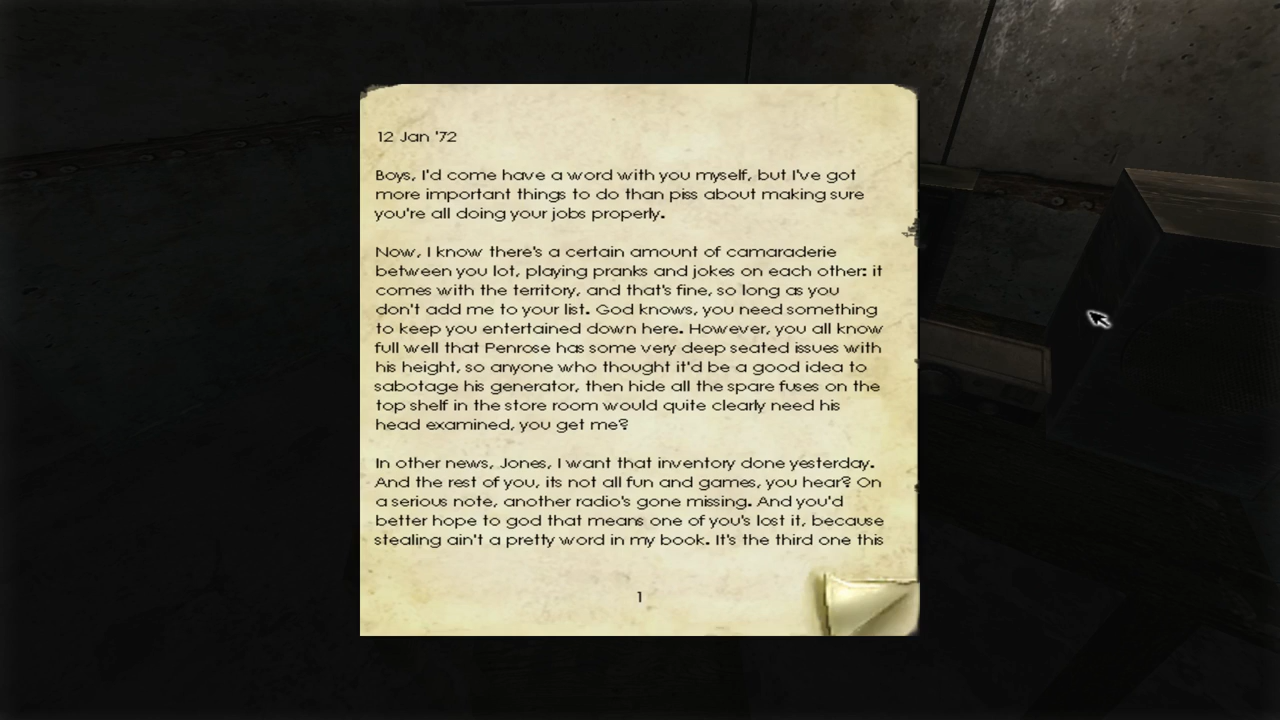 12 Jan '72
Boys, I'd come have a word with you myself, but I've got
more important things to do than piss about making sure
you're all doing your jobs properly.
Now, I know there's a certain amount of camaraderie
between you lot, playing pranks and jokes on each other: it
comes with the territory, and that's fine, so long as you
don't add me to your list. God knows, you need something
to keep you entertained down here. However, you all know
full well that Penrose has some very deep seated issues with
his height, so anyone who thought it'd be a good idea to
sabotage his generator, then hide all the spare fuses on the
top shelf in the store room would quite clearly need his
head examined, you get me?
In other news, Jones, I want that inventory done yesterday.
And the rest of you, its not all fun and games, you hear? On
a serious note, another radio's gone missing. And you'd
better hope to god that means one of you's lost it, because
stealing ain't a pretty word in my book. It's the third one this
1